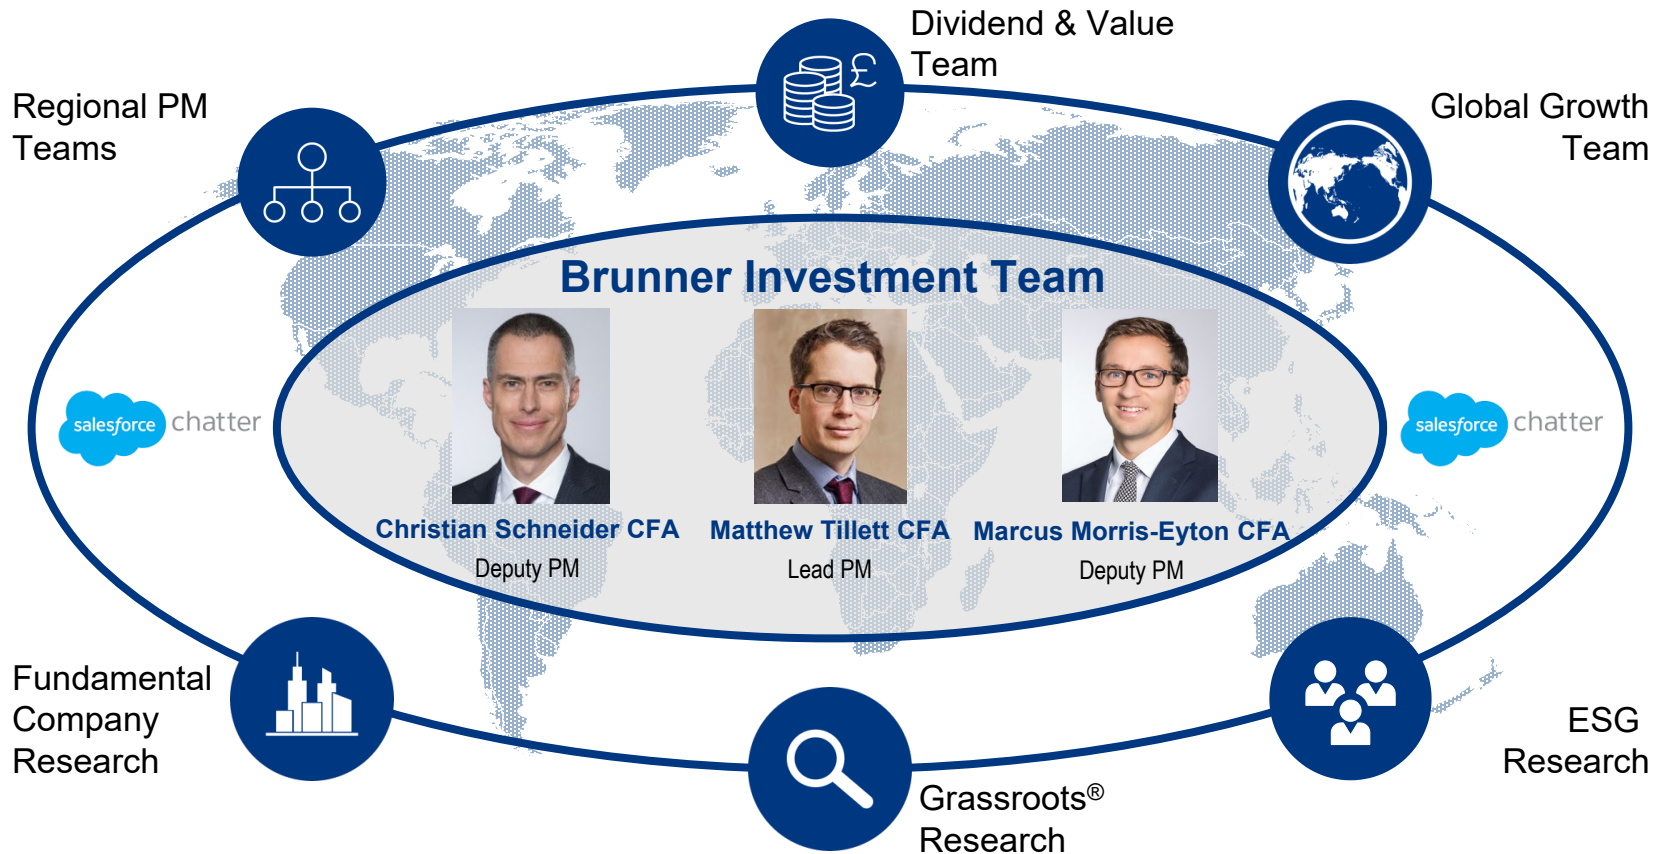 Dividend & Value
Team
£
Regional PM
Teams
Global Growth
Team
Brunner Investment Team
salesforce chatter
salesforce chatter
Christian Schneider CFA
Deputy PM
Matthew Tillett CFA
Lead PM
Marcus Morris-Eyton CFA
Deputy PM
Fundamental
Company
Research
Grassroots®
Research
ESG
Research